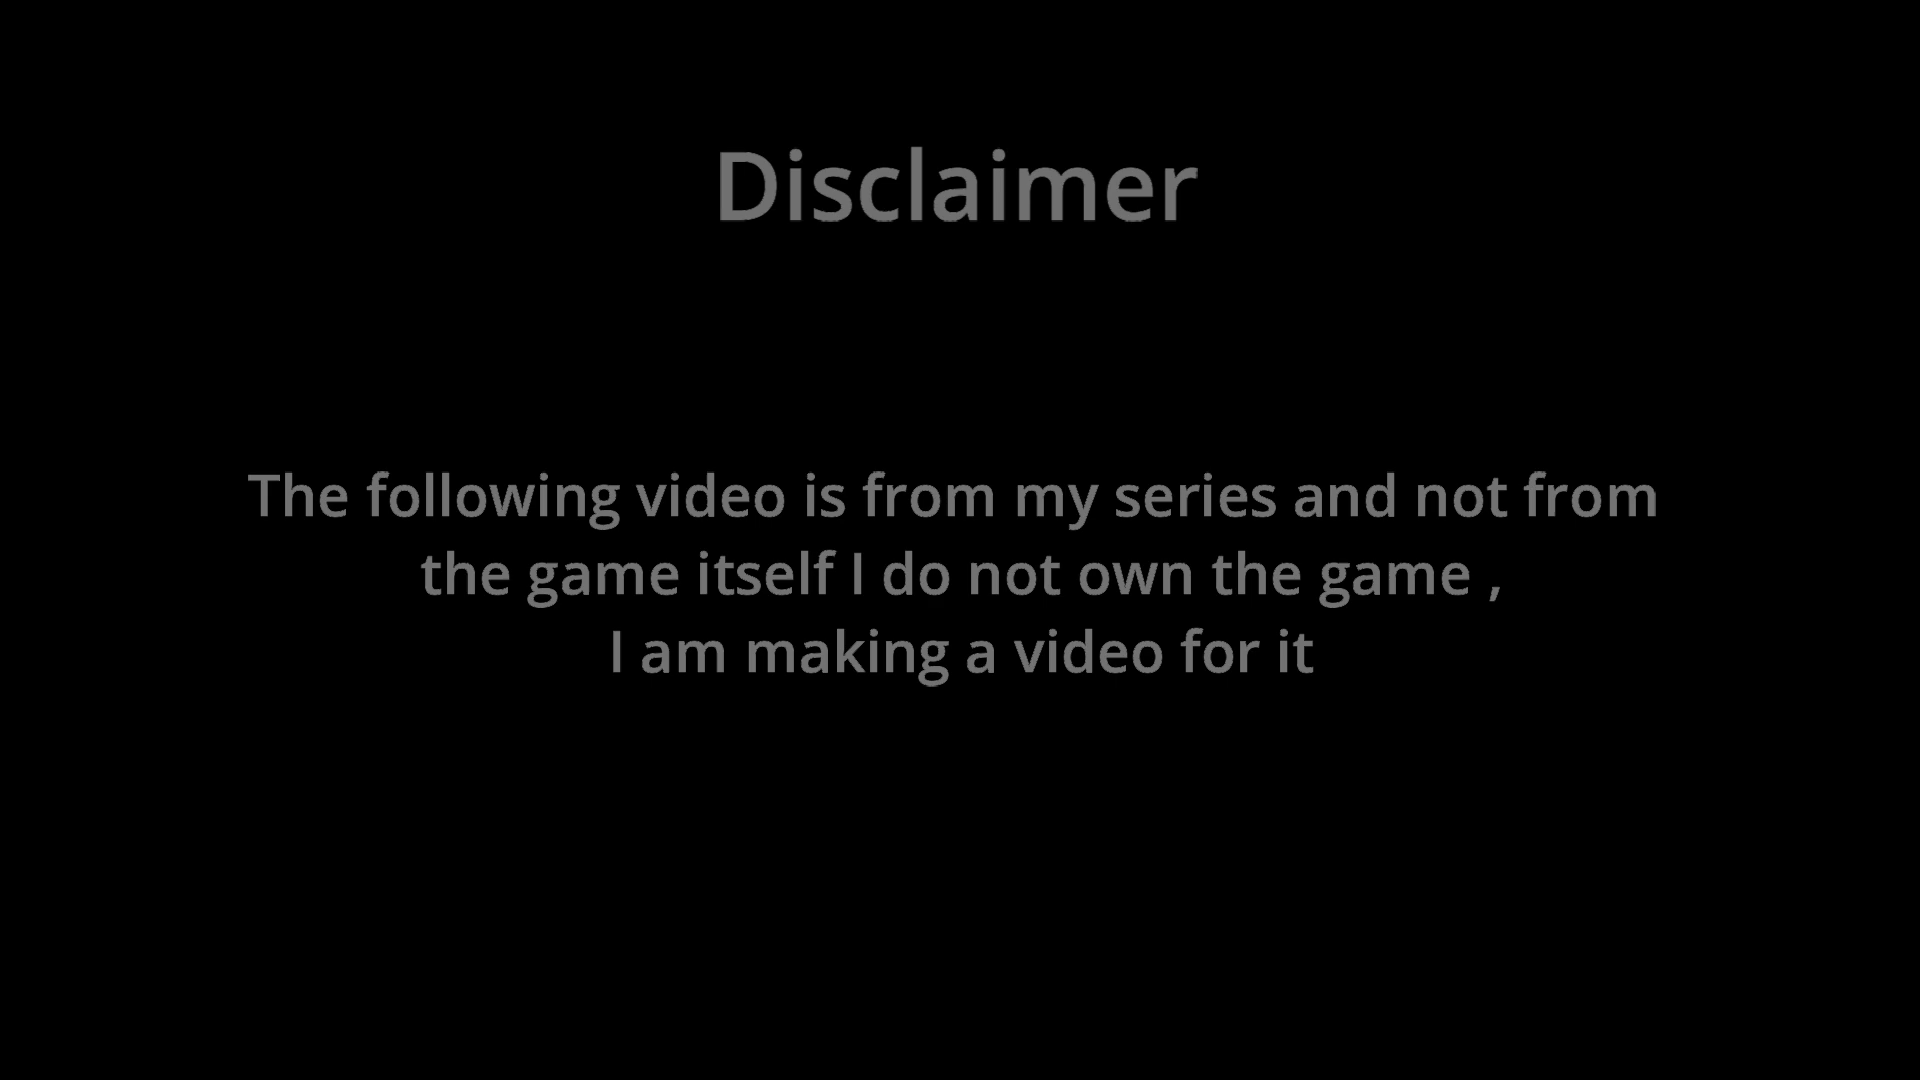 Disclaimer
The following video is from my series and not from
the game itself I do not own the game ,
I am making a video for it